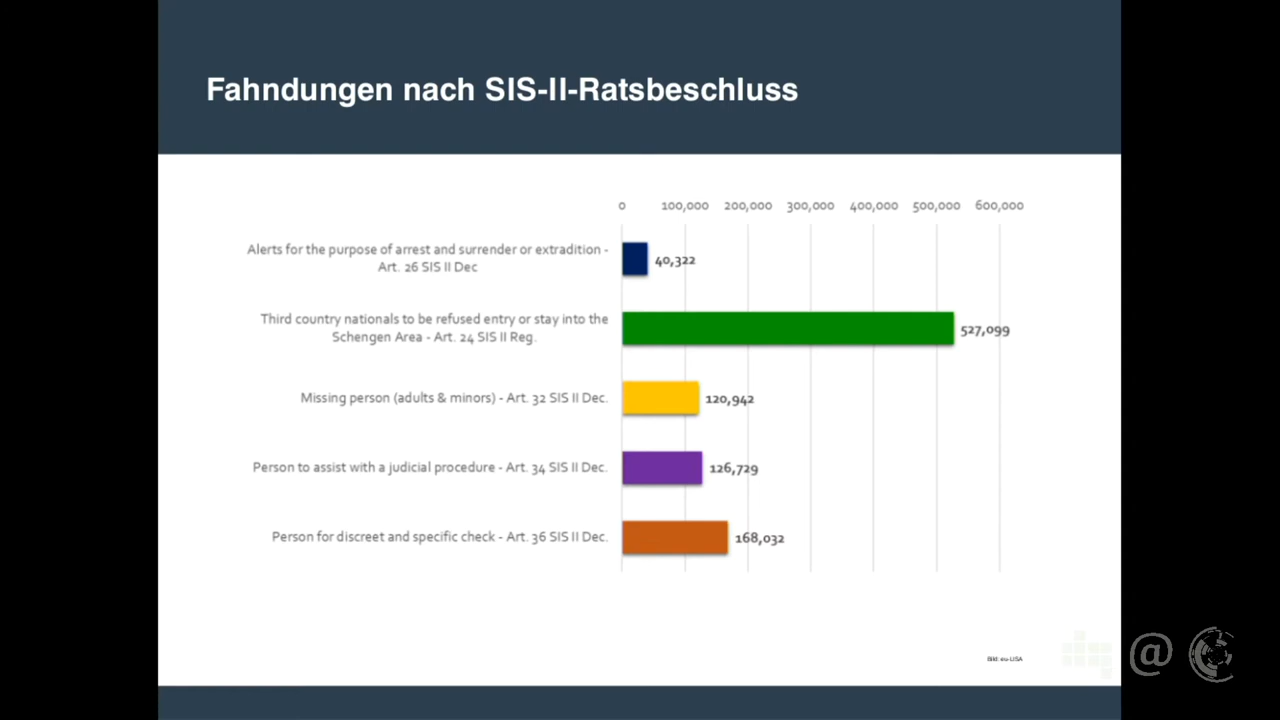 Fahndungen nach SIS-II-Ratsbeschluss
0 100,000 200,000 300,000 400,000 500,000 600,000
Alerts for the purpose of arrest and surrender or extradition -
Art. 26 SIS II Dec
40,322
Third country nationals to be refused entry or stay into the
Schengen Area - Art. 24 SIS II Reg.
527,099
Missing person (adults & minors) - Art. 32 SIS II Dec.
120,942
Person to assist with a judicial procedure - Art. 34 SIS II Dec.
126,729
Person for discreet and specific check - Art. 36 SIS II Dec.
168,032
Bild: eu-LISA
@